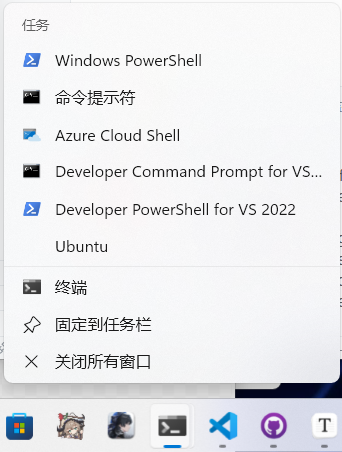 任务
Windows PowerShell
命令提示符
Azure Cloud Shell
Developer Command Prompt for VS...
Developer PowerShell for VS 2022
Ubuntu
终端
固定到任务栏
关闭所有窗口
T